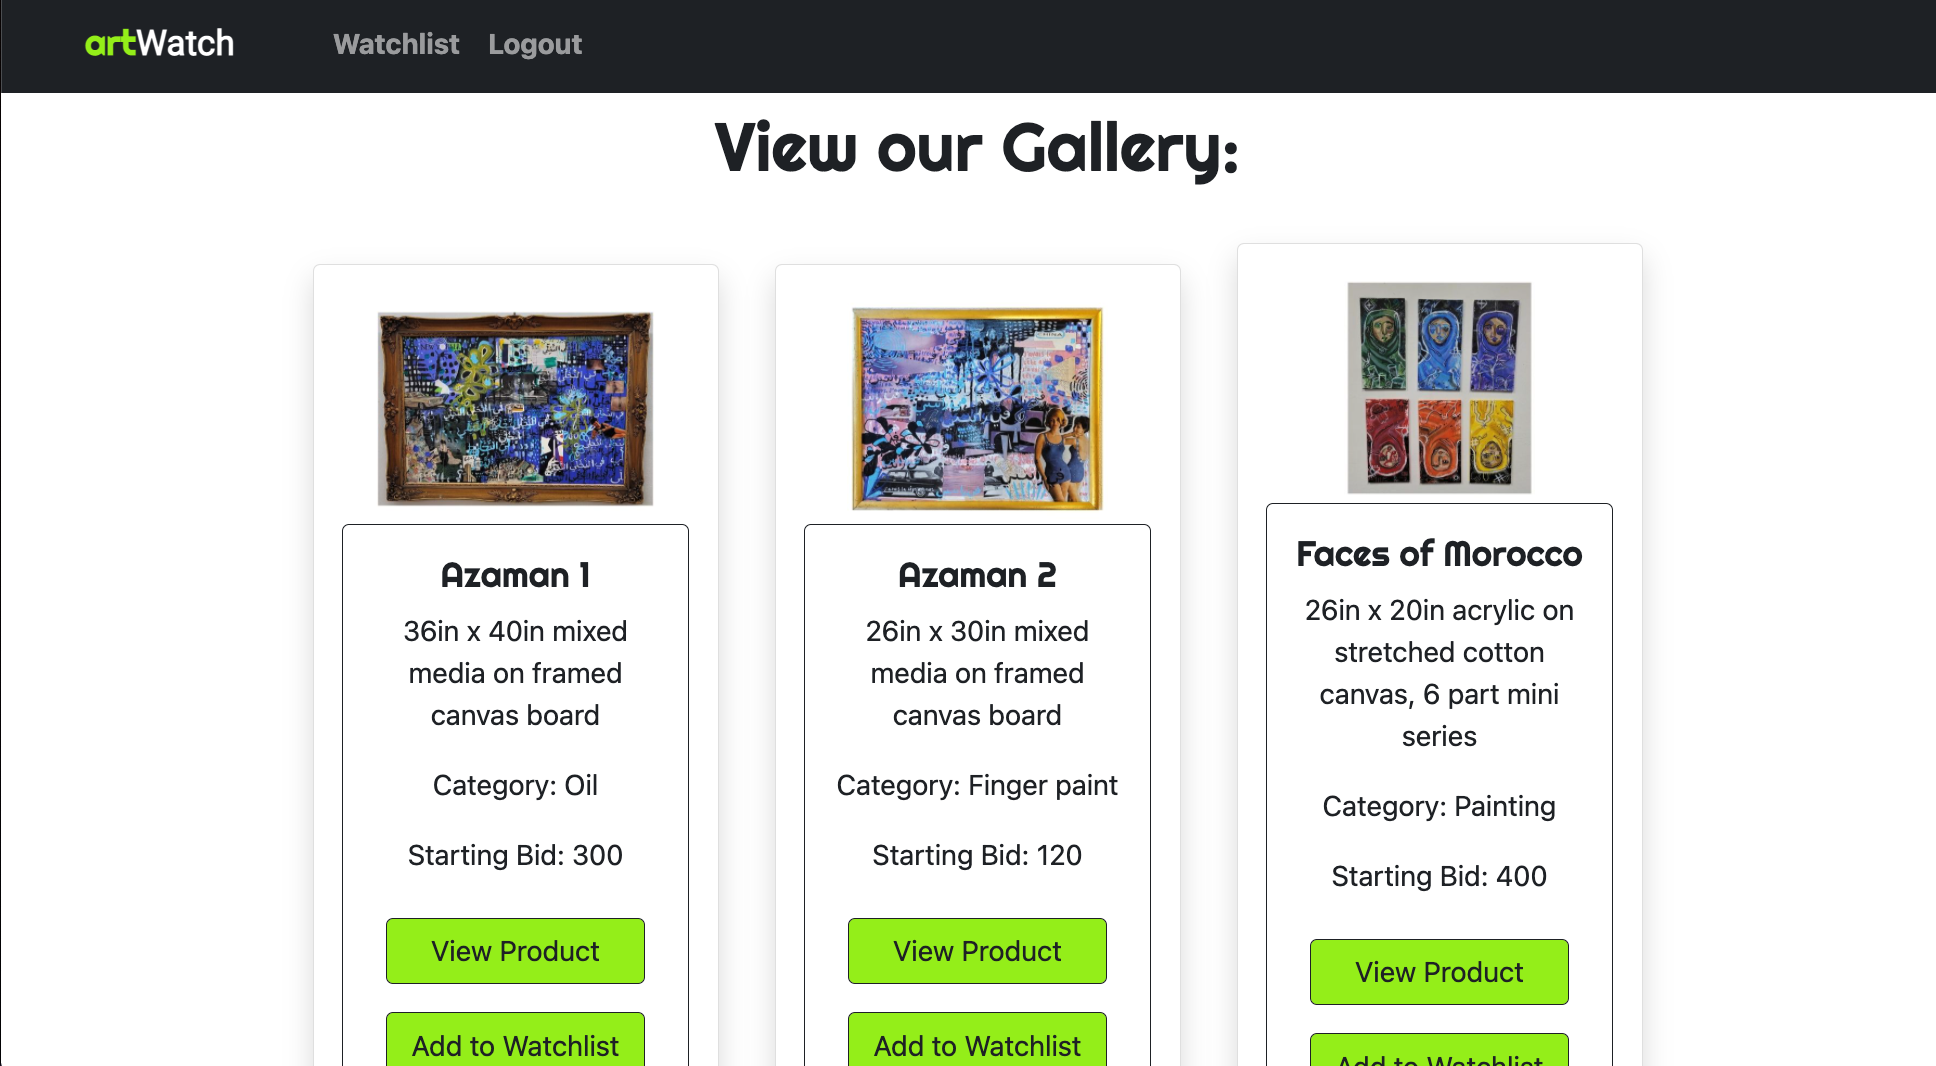 artWatch Watchlist Logout
View our Gallery:
Azaman 1
36in x 40in mixed
media on framed
canvas board
Category: Oil
Starting Bid: 300
View Product
Add to Watchlist
Azaman 2
26in x 30in mixed
media on framed
canvas board
Category: Finger paint
Starting Bid: 120
View Product
Add to Watchlist
Faces of Morocco
26in x 20in acrylic on
stretched cotton
canvas, 6 part mini
series
Category: Painting
Starting Bid: 400
View Product
Add to Watchlist